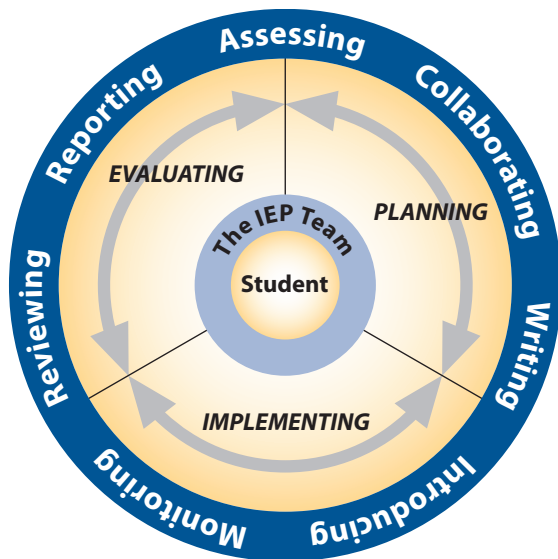 Assessing
Collaborating
Writing
Introducing
Monitoring
Reviewing
Reporting
EVALUATING
PLANNING
IMPLEMENTING
The IEP Team
Student